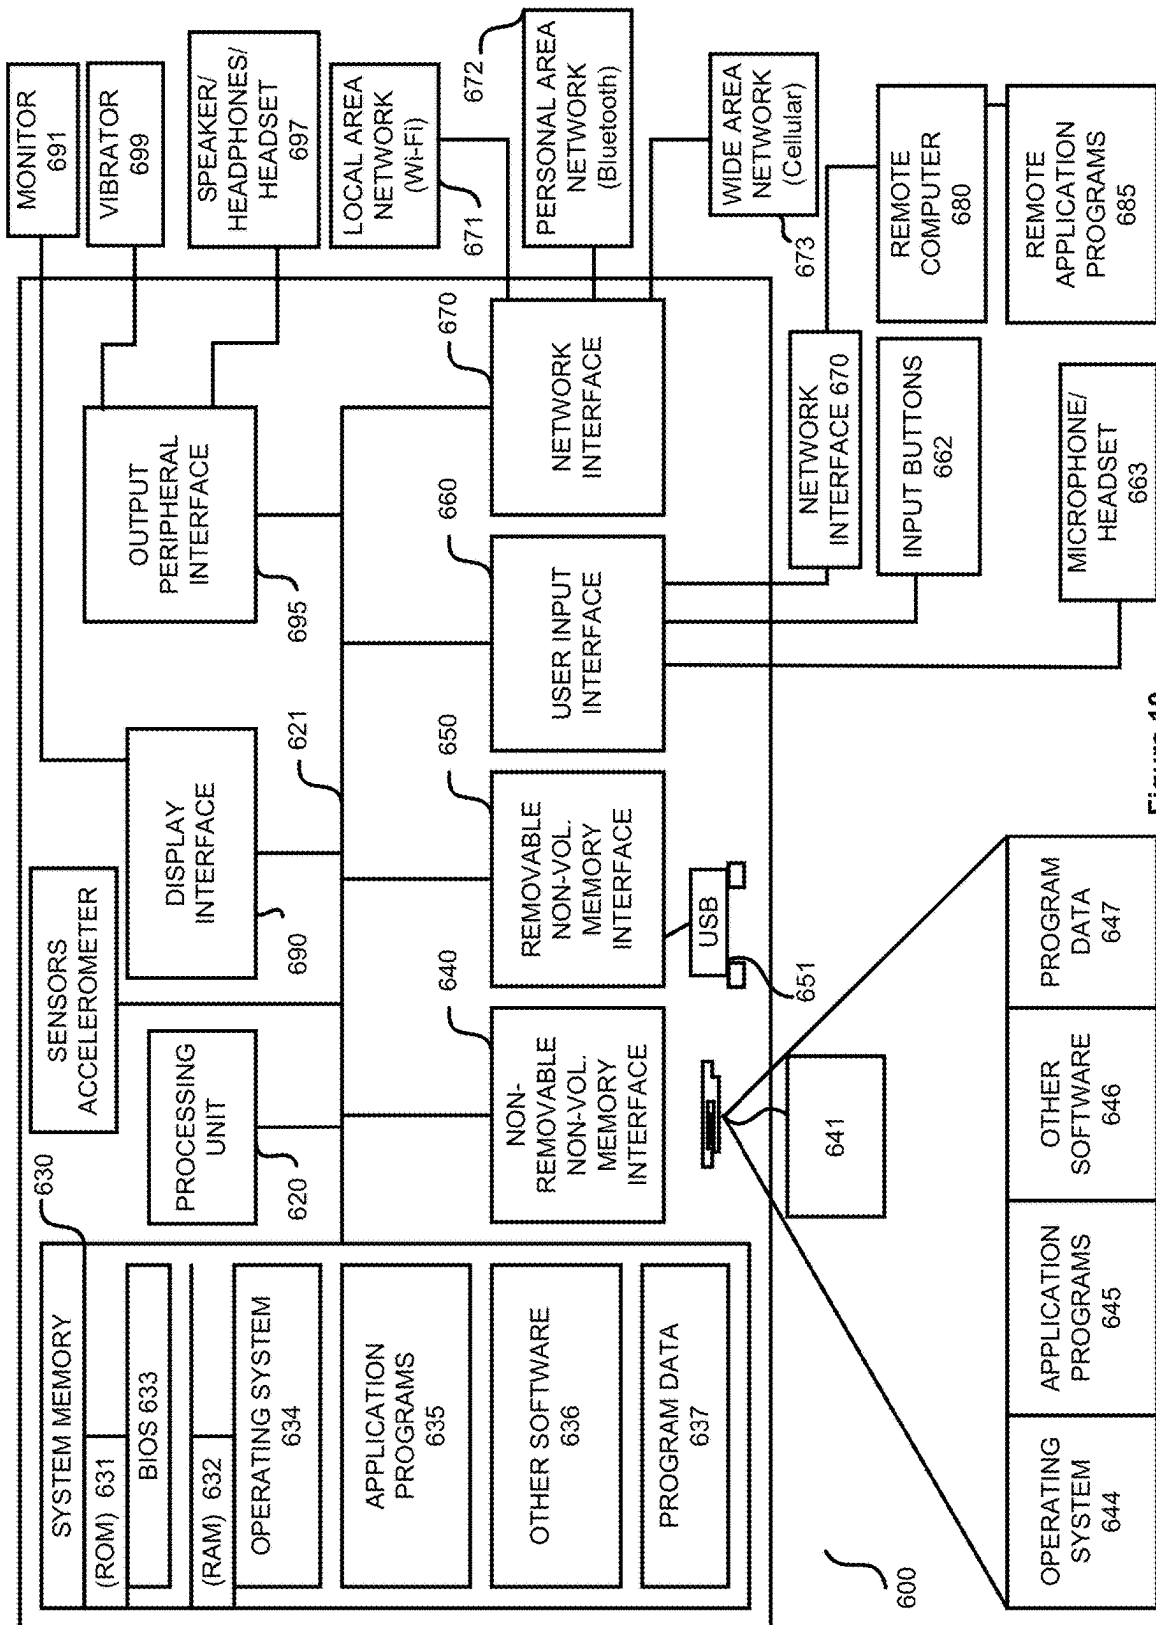 SYSTEM MEMORY
630
(ROM) 631
BIOS 633
(RAM) 632
OPERATING SYSTEM
634
APPLICATION
PROGRAMS
635
OTHER SOFTWARE
636
PROGRAM DATA
637
SENSORS
ACCELEROMETER
PROCESSING
UNIT
620
DISPLAY
INTERFACE
690
621
OUTPUT
PERIPHERAL
INTERFACE
695
MONITOR
691
VIBRATOR
699
SPEAKER/
HEADPHONES/
HEADSET
697
LOCAL AREA
NETWORK
(Wi-Fi)
671
672
PERSONAL AREA
NETWORK
(Bluetooth)
WIDE AREA
NETWORK
(Cellular)
673
640
NON-
REMOVABLE
NON-VOL.
MEMORY
INTERFACE
650
REMOVABLE
NON-VOL.
MEMORY
INTERFACE
660
USER INPUT
INTERFACE
670
NETWORK
INTERFACE
USB
651
641
NETWORK
INTERFACE 670
REMOTE
COMPUTER
680
REMOTE
APPLICATION
PROGRAMS
685
INPUT BUTTONS
662
MICROPHONE/
HEADSET
663
600
OPERATING
SYSTEM
644
APPLICATION
PROGRAMS
645
OTHER
SOFTWARE
646
PROGRAM
DATA
647